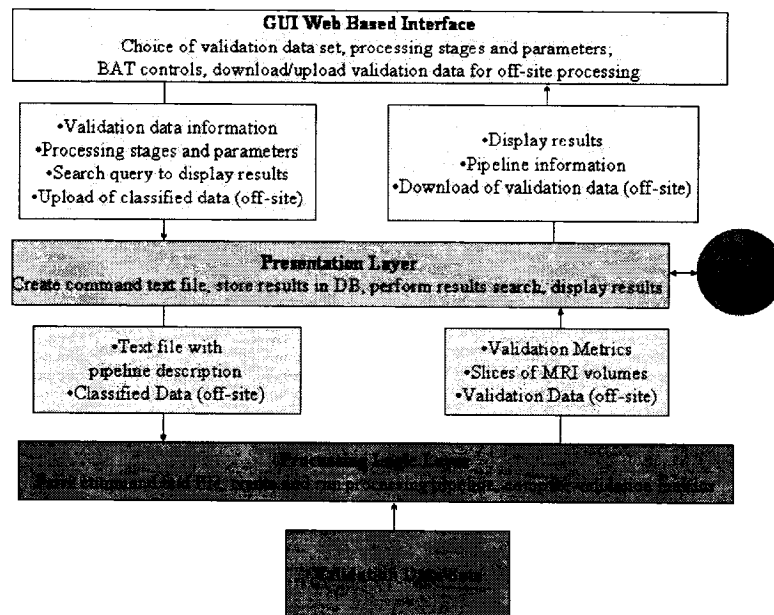 GUI Web Based Interface
Choice of validation data set, processing stages and parameters;
BAT controls, download/upload validation data for off-site processing
•Validation data information
•Processing stages and parameters
•Search query to display results
•Upload of classified data (off-site)
•Display results
•Pipeline information
•Download of validation data (off-site)
Presentation Layer
Create command text file, store results in DB, perform results search, display results
•Text file with
pipeline description
•Classified Data (off-site)
•Validation Metrics
•Slices of MRI volumes
•Validation Data (off-site)
Processing Logic Layer
Validation Data Sets